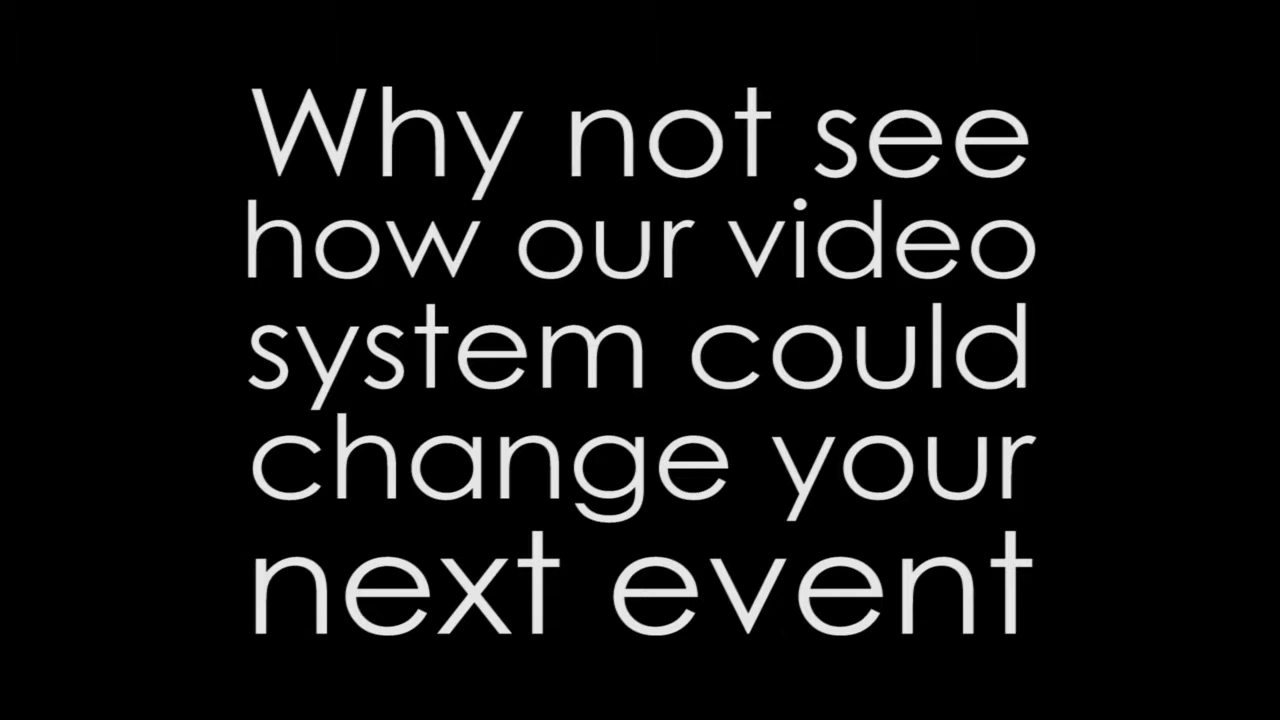 Why not see
how our video
system could
change your
next event